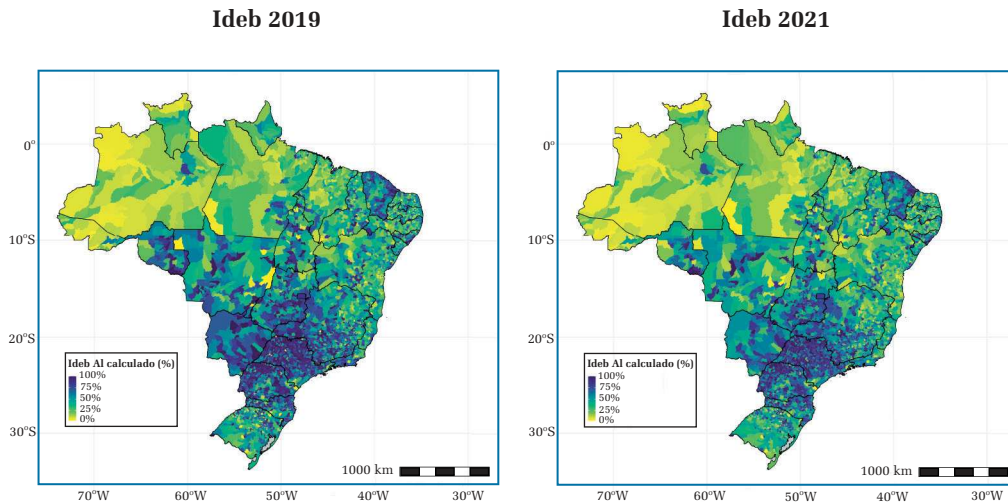 Ideb 2019
0°
10°S
20°S
30°S
Ideb AI calculado (%)
100%
75%
50%
25%
0%
1000 km
70°W
60°W
50°W
40°W
30°W
Ideb 2021
0°
10°S
20°S
30°S
Ideb AI calculado (%)
100%
75%
50%
25%
0%
1000 km
70°W
60°W
50°W
40°W
30°W